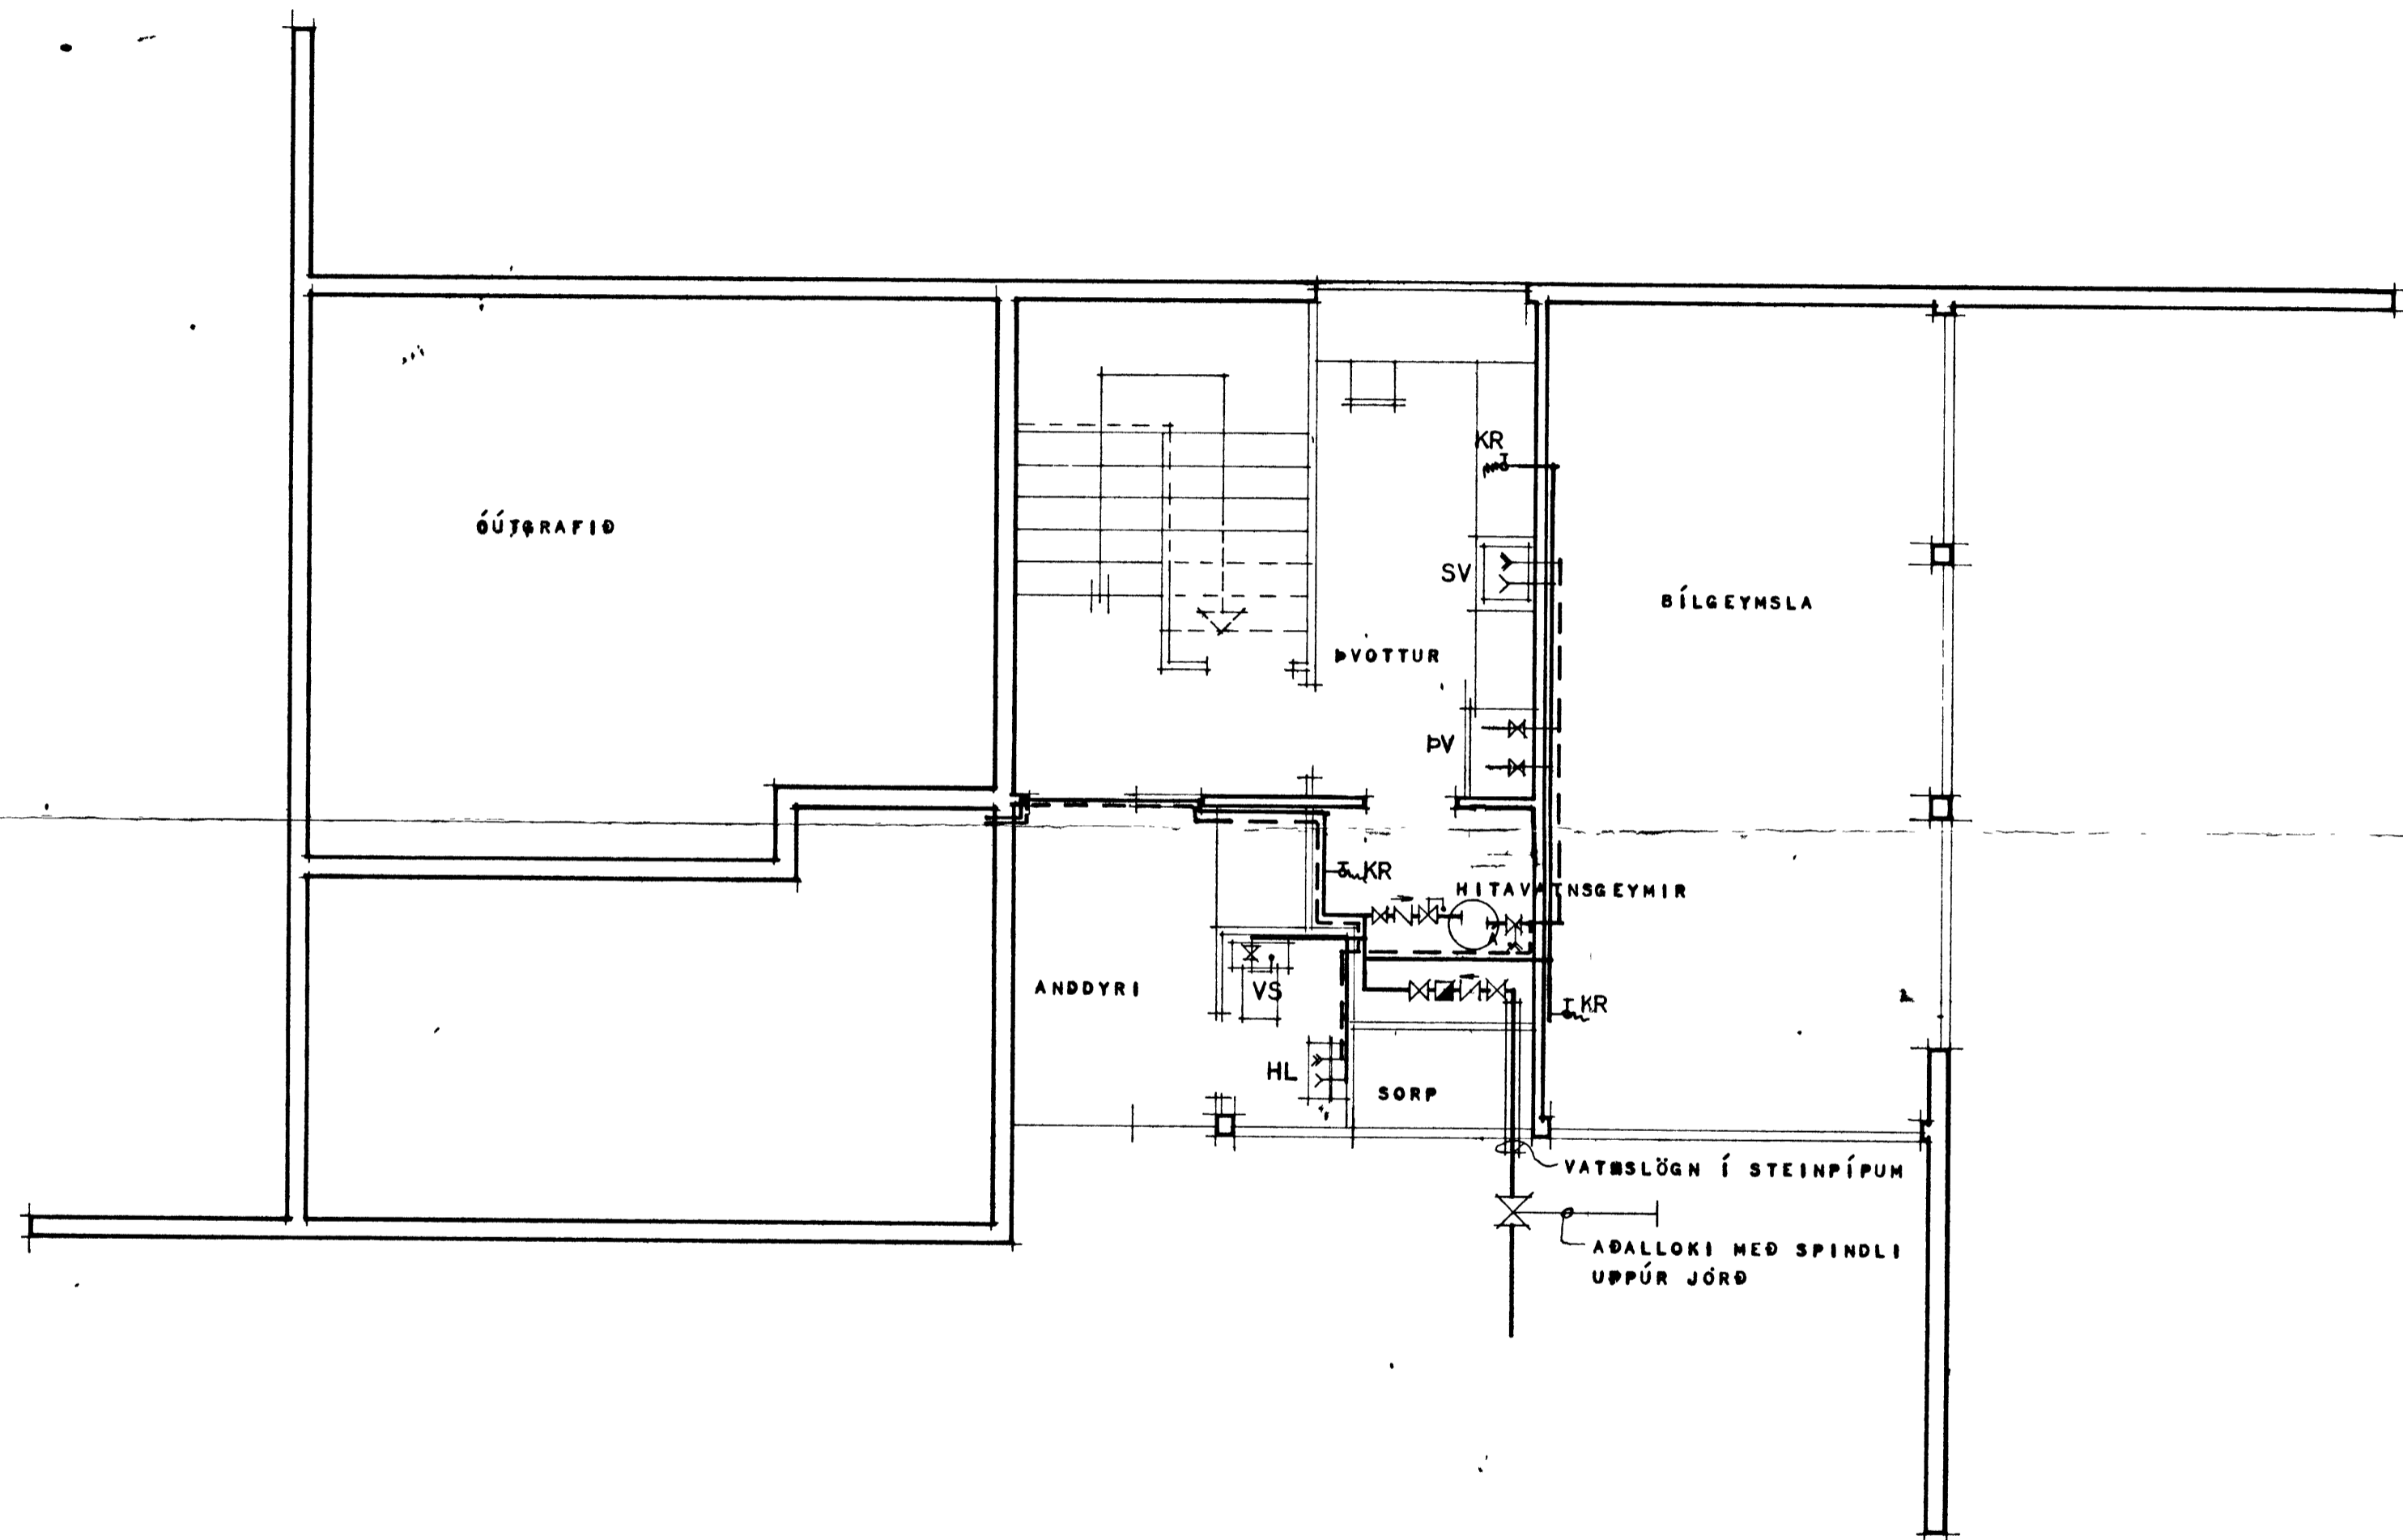 ÓÚTGRAFIÐ
KR
SV
BÍLGEYMSLA
ÞVOTTUR
ÞV
KR
HITAVATNSGEYMIR
ANDDYRI
VS
KR
HL
SORP
VATNSLÖGN Í STEINPÍPUM
AÐALLOKI MEÐ SPINDLI
UPPÚR JÖRÐ